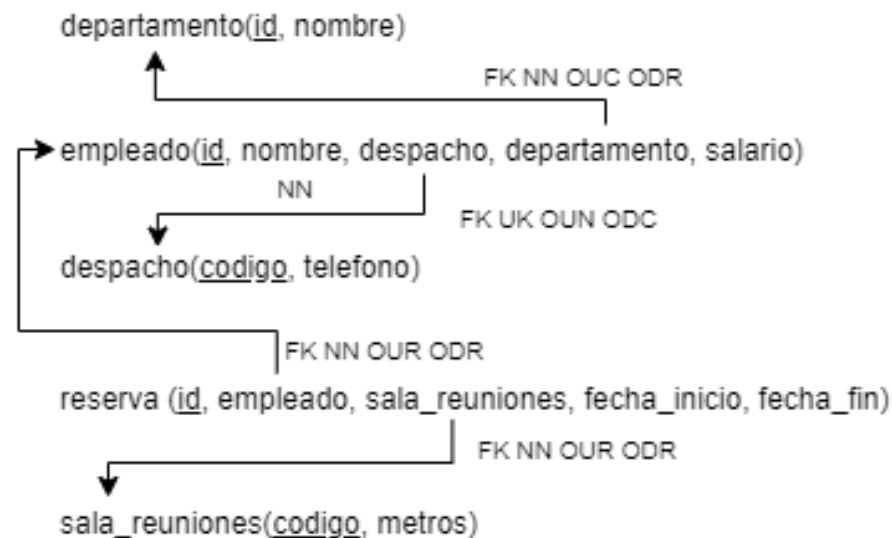 departamento(id, nombre)
FK NN OUC ODR
empleado(id, nombre, despacho, departamento, salario)
NN
FK UK OUN ODC
despacho(codigo, telefono)
FK NN OUR ODR
reserva (id, empleado, sala_reuniones, fecha_inicio, fecha_fin)
FK NN OUR ODR
sala_reuniones(codigo, metros)